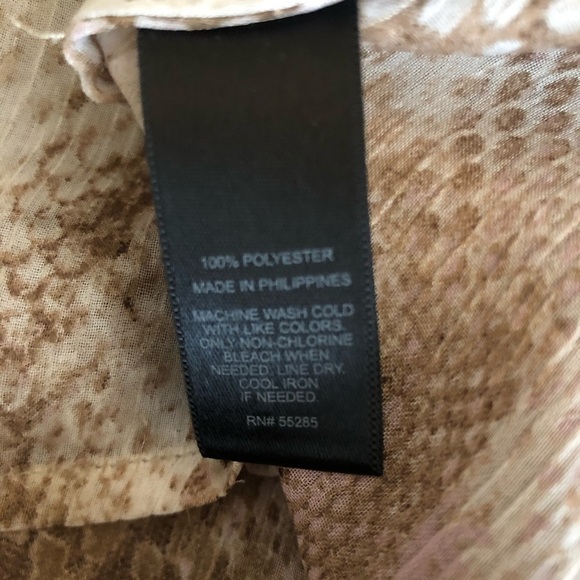 100% POLYESTER
MADE IN PHILIPPINES
MACHINE WASH COLD
WITH LIKE COLORS.
ONLY NON-CHLORINE
BLEACH WHEN
NEEDED. LINE DRY.
COOL IRON
IF NEEDED.
RN# 55285